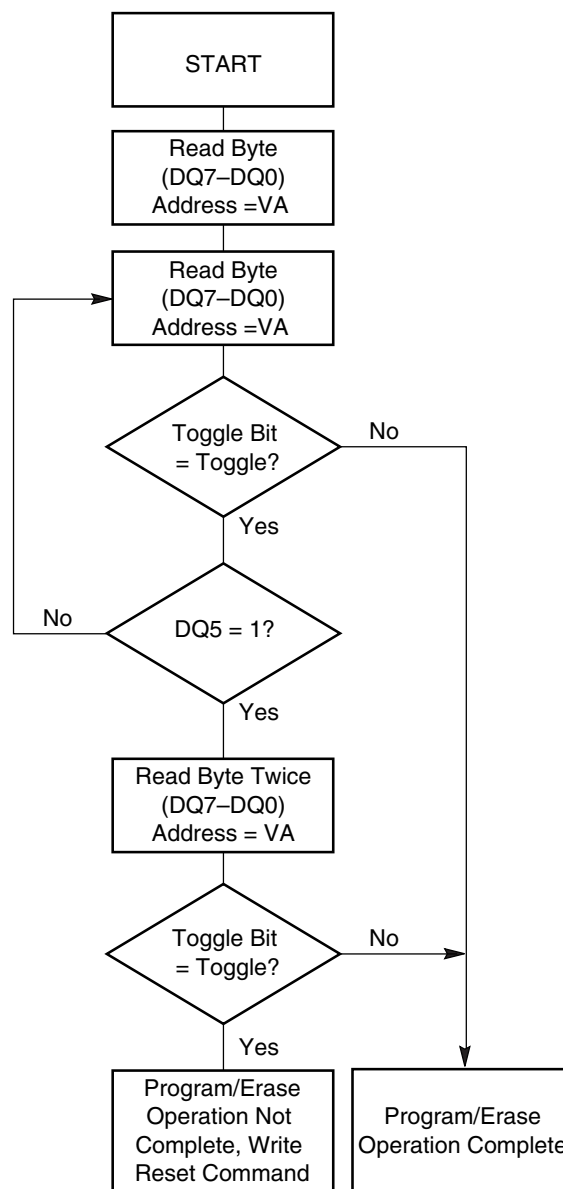 START
Read Byte
(DQ7–DQ0)
Address =VA
Read Byte
(DQ7–DQ0)
Address =VA
Toggle Bit
= Toggle?
No
Yes
No
DQ5 = 1?
Yes
Read Byte Twice
(DQ7–DQ0)
Address = VA
Toggle Bit
= Toggle?
No
Yes
Program/Erase
Operation Not
Complete, Write
Reset Command
Program/Erase
Operation Complete